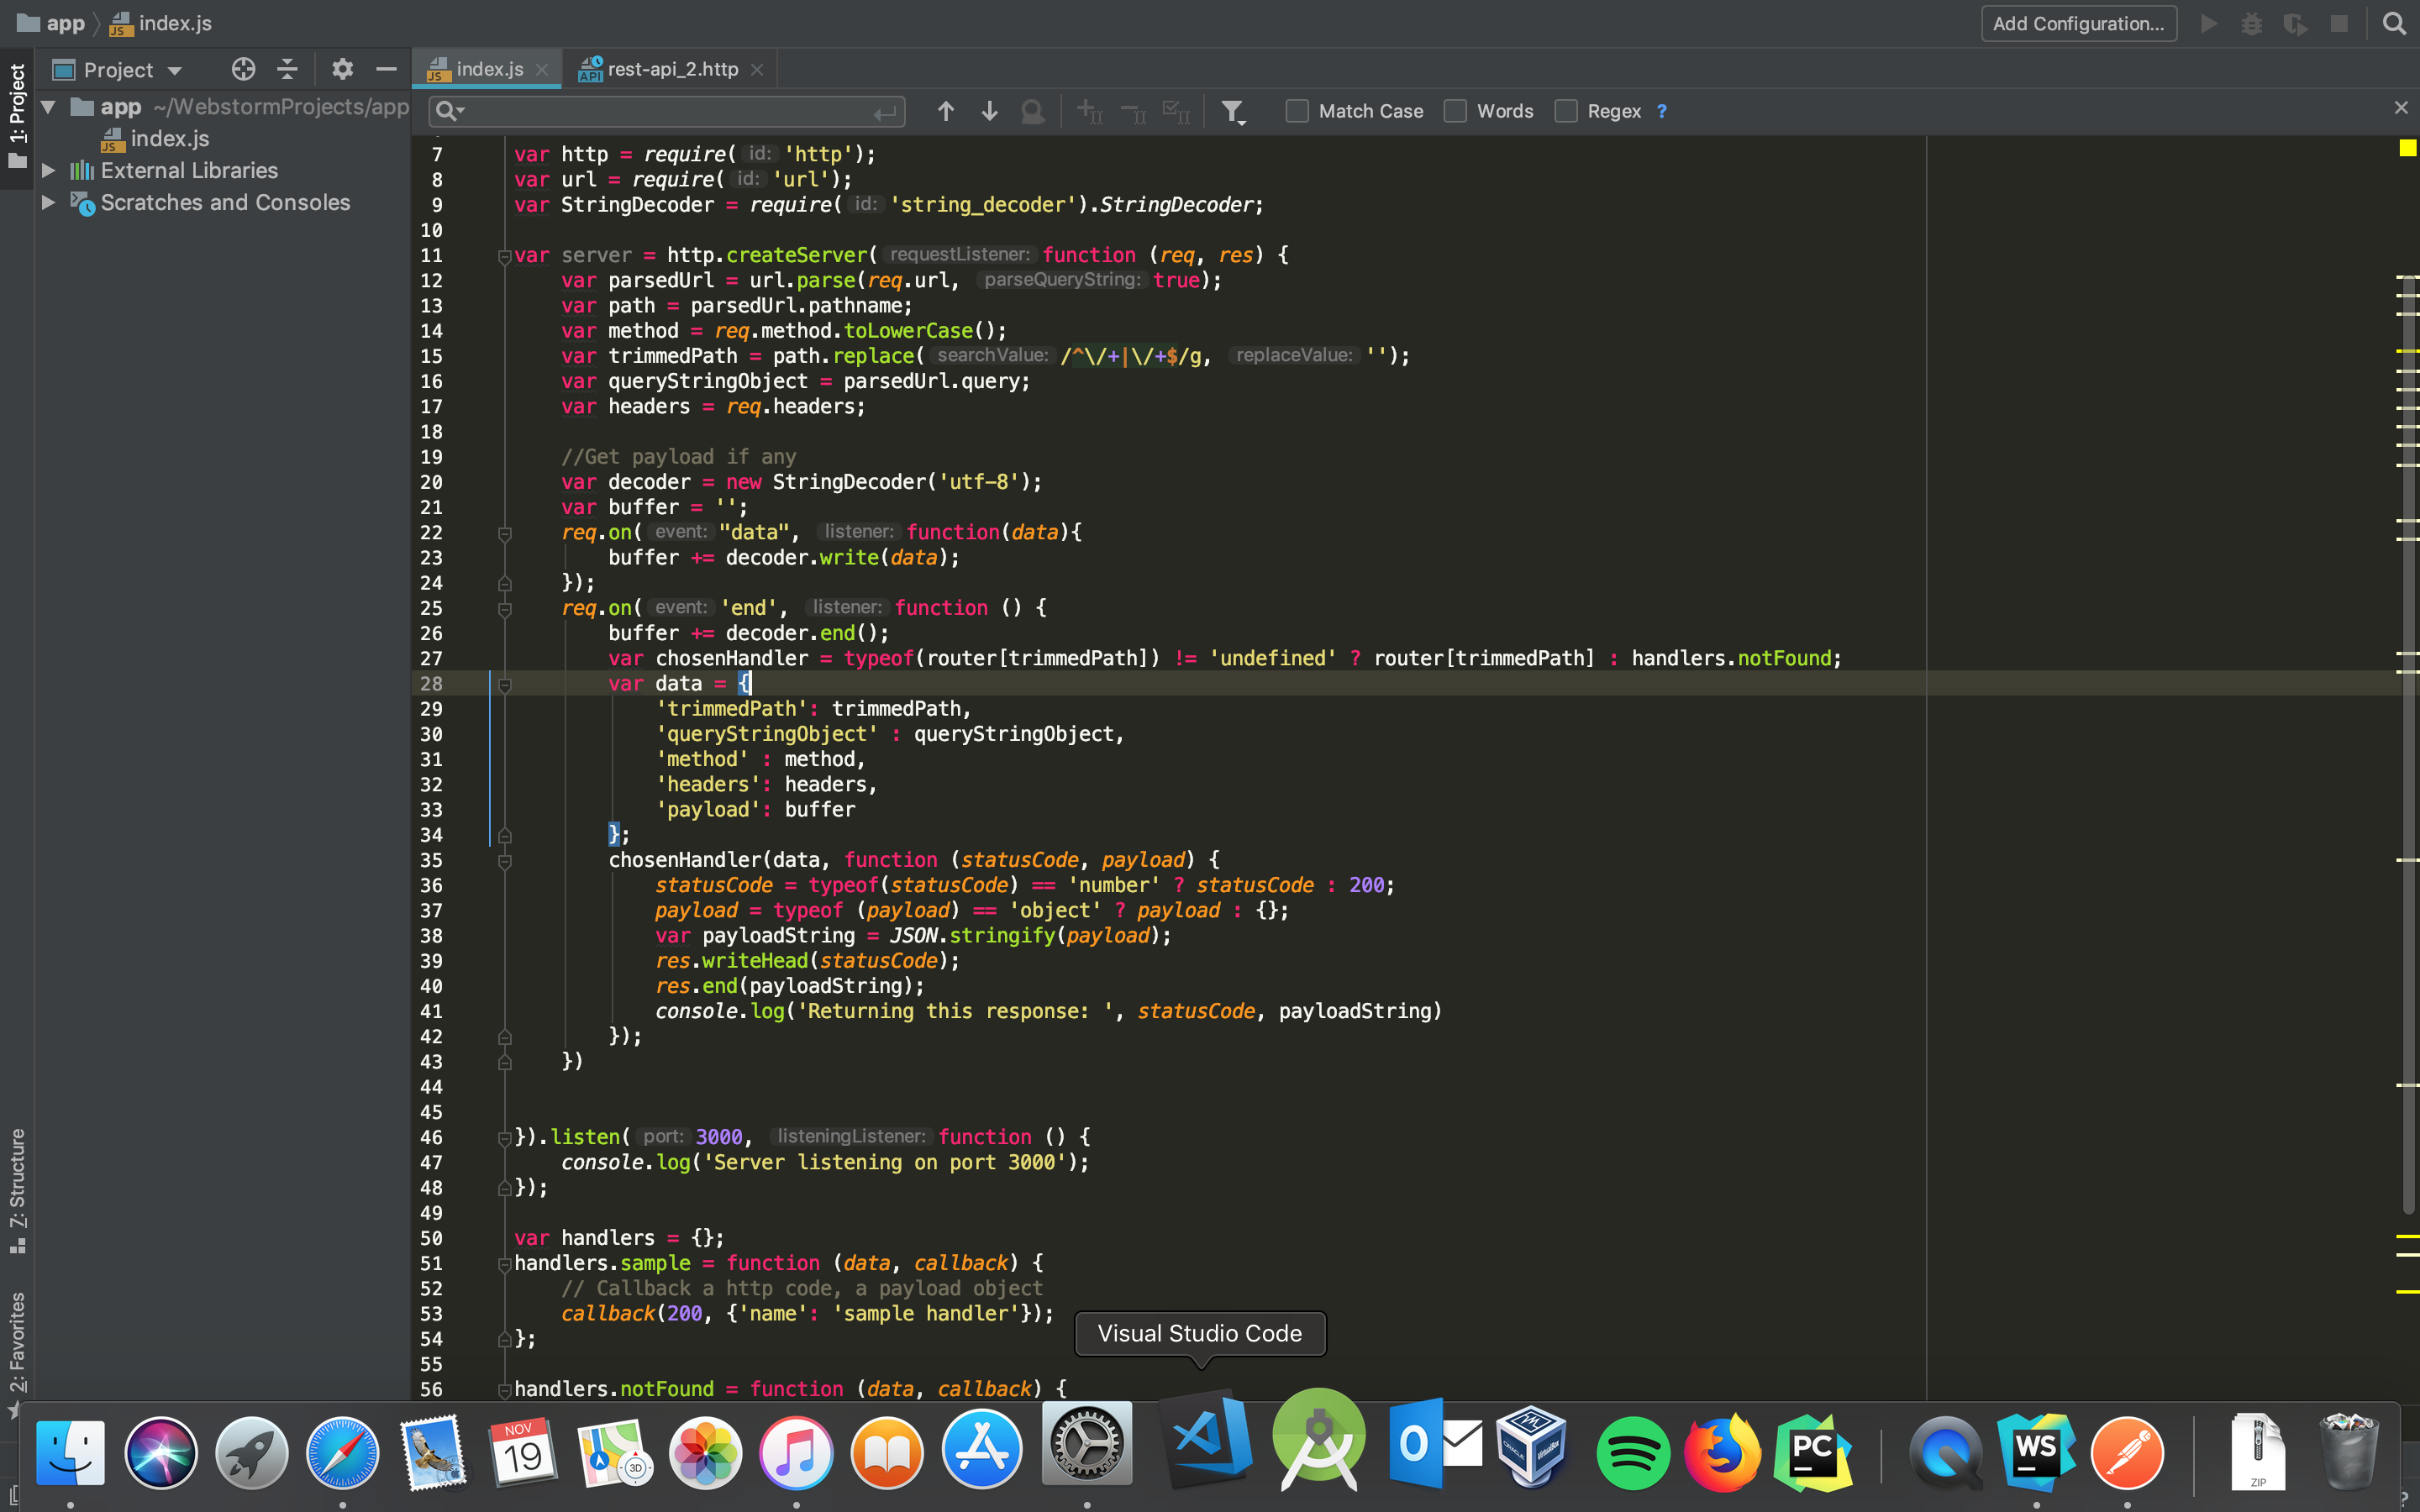 app index.js Add Configuration...
1: Project
Project
app ~/WebstormProjects/app
index.js
External Libraries
Scratches and Consoles
7: Structure
2: Favorites
index.js rest-api_2.http
Match Case Words Regex ?
7 var http = require( id: 'http');
8 var url = require( id: 'url');
9 var StringDecoder = require( id: 'string_decoder').StringDecoder;
10
11 var server = http.createServer( requestListener: function (req, res) {
12 var parsedUrl = url.parse(req.url, parseQueryString: true);
13 var path = parsedUrl.pathname;
14 var method = req.method.toLowerCase();
15 var trimmedPath = path.replace( searchValue: /^\/+|\/+$/g, replaceValue: '');
16 var queryStringObject = parsedUrl.query;
17 var headers = req.headers;
18
19 //Get payload if any
20 var decoder = new StringDecoder('utf-8');
21 var buffer = '';
22 req.on( event: "data", listener: function(data){
23 buffer += decoder.write(data);
24 });
25 req.on( event: 'end', listener: function () {
26 buffer += decoder.end();
27 var chosenHandler = typeof(router[trimmedPath]) != 'undefined' ? router[trimmedPath] : handlers.notFound;
28 var data = {
29 'trimmedPath': trimmedPath,
30 'queryStringObject' : queryStringObject,
31 'method' : method,
32 'headers': headers,
33 'payload': buffer
34 };
35 chosenHandler(data, function (statusCode, payload) {
36 statusCode = typeof(statusCode) == 'number' ? statusCode : 200;
37 payload = typeof (payload) == 'object' ? payload : {};
38 var payloadString = JSON.stringify(payload);
39 res.writeHead(statusCode);
40 res.end(payloadString);
41 console.log('Returning this response: ', statusCode, payloadString)
42 });
43 })
44
45
46 }).listen( port: 3000, listeningListener: function () {
47 console.log('Server listening on port 3000');
48 });
49
50 var handlers = {};
51 handlers.sample = function (data, callback) {
52 // Callback a http code, a payload object
53 callback(200, {'name': 'sample handler'});
54 };
55
56 handlers.notFound = function (data, callback) {
Visual Studio Code
NOV
19
3D
O
PC
WS
ZIP